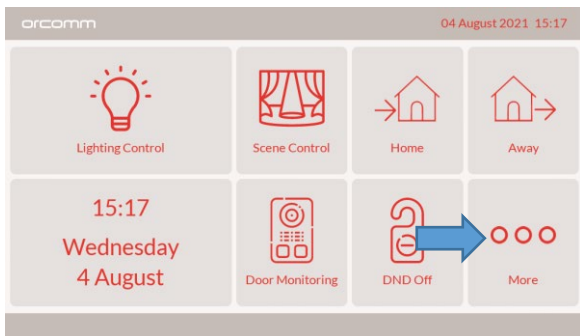 orcomm
04 August 2021 15:17
Lighting Control
Scene Control
Home
Away
15:17
Wednesday
4 August
Door Monitoring
DND Off
More